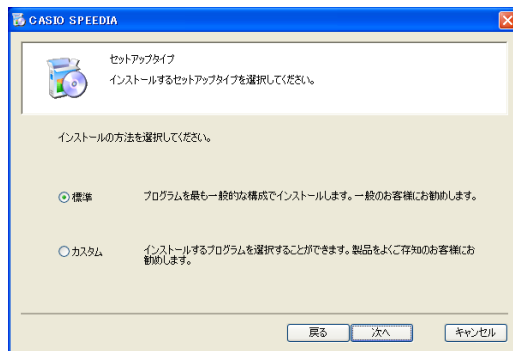 CASIO SPEEDIA
セットアップタイプ
インストールするセットアップタイプを選択してください。
インストールの方法を選択してください。
標準 プログラムを最も一般的な構成でインストールします。一般のお客様にお勧めします。
カスタム インストールするプログラムを選択することができます。製品をよくご存知のお客様にお
勧めします。
戻る 次へ キャンセル